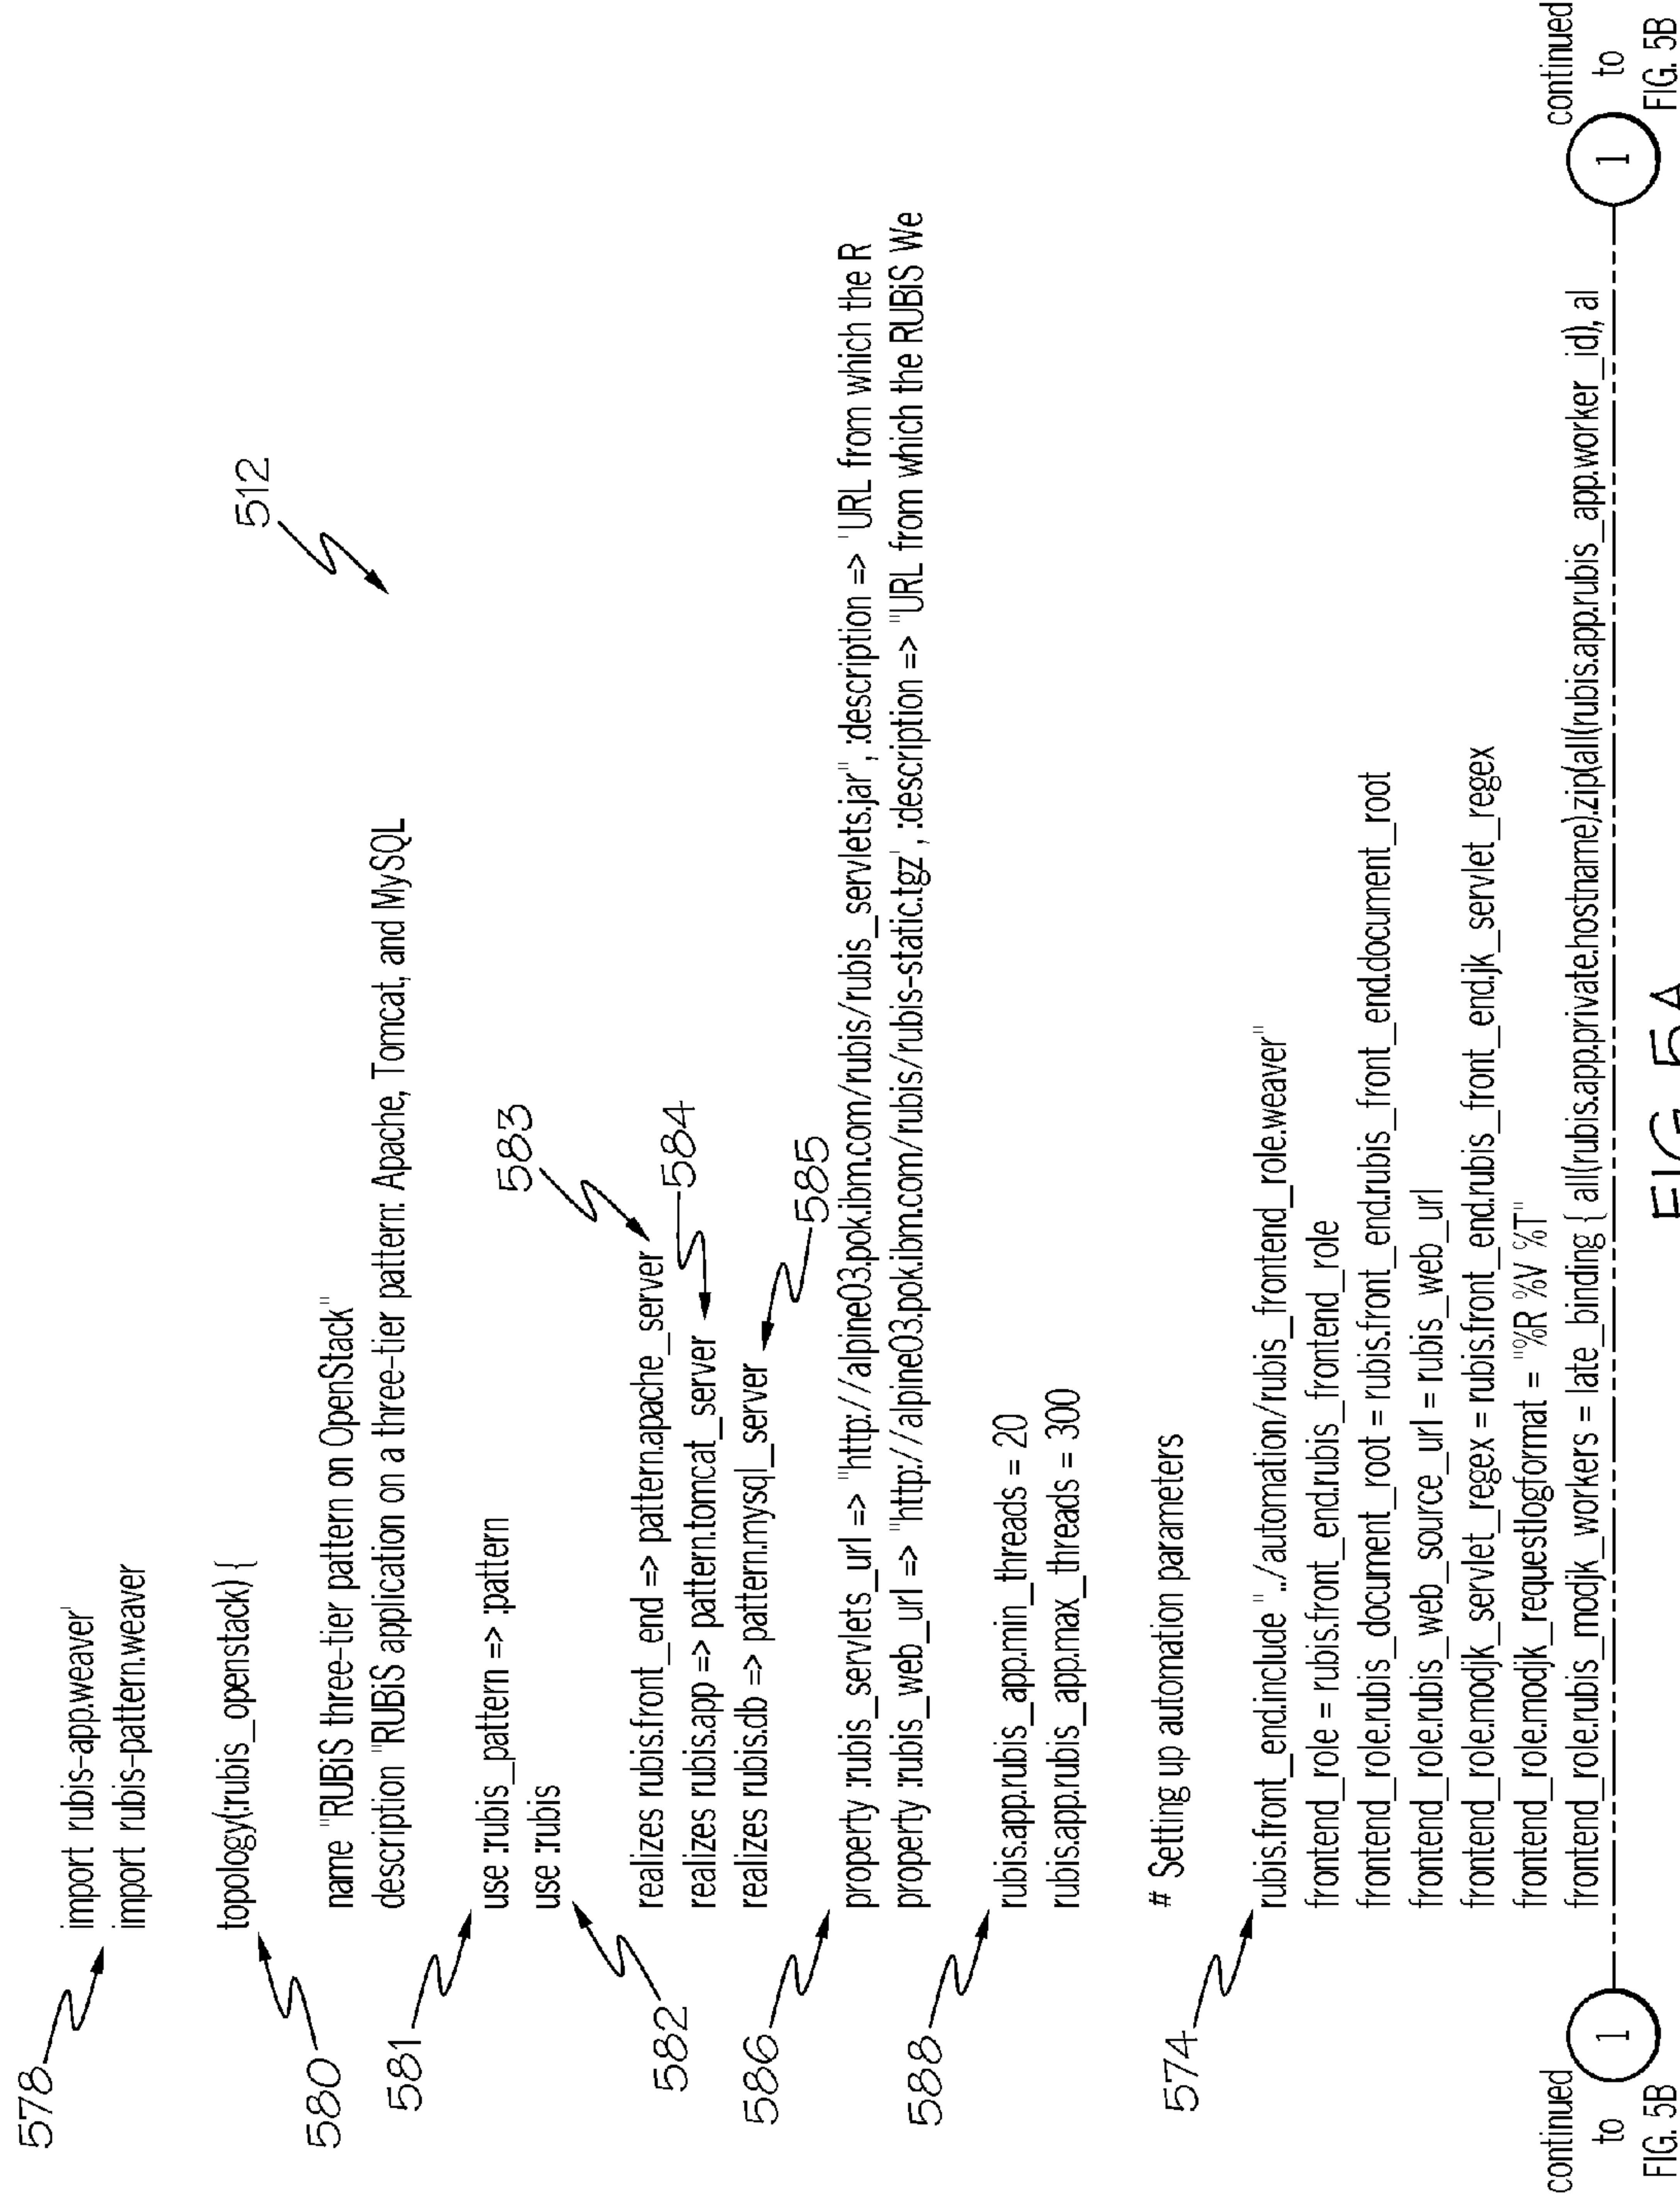 578
import rubis-app.weaver'
import rubis-pattern.weaver
512
580
topology(:rubis_openstack) {
name "RUBiS three-tier pattern on OpenStack"
description "RUBiS application on a three-tier pattern: Apache, Tomcat, and MySQL
581
use :rubis_pattern => :pattern
use :rubis
582
583
realizes rubis.front_end => pattern.apache_server
584
realizes rubis.app => pattern.tomcat_server
realizes rubis.db => pattern.mysql_server
585
586
property :rubis_servlets_url => "http://alpine03.pok.ibm.com/rubis/rubis_servlets.jar", :description => 'URL from which the R
property :rubis_web_url => "http://alpine03.pok.ibm.com/rubis/rubis-static.tgz', :description => "URL from which the RUBiS We
588
rubis.app.rubis_app.min_threads = 20
rubis.app.rubis_app.max_threads = 300
# Setting up automation parameters
574
rubis.front_end.include "../automation/rubis_frontend_role.weaver"
frontend_role = rubis.front_end.rubis_frontend_role
frontend_role.rubis_document_root = rubis.front_end.rubis_front_end.document_root
frontend_role.rubis_web_source_url = rubis_web_url
frontend_role.modjk_servlet_regex = rubis.front_end.rubis_front_end.jk_servlet_regex
frontend_role.modjk_requestlogformat = "%R %V %T"
frontend_role.rubis_modjk_workers = late_binding { all(rubis.app.private.hostname).zip(all(rubis.app.rubis_app.worker_id), al
continued
to
FIG. 5B
1
1
continued
to
FIG. 5B
FIG. 5A